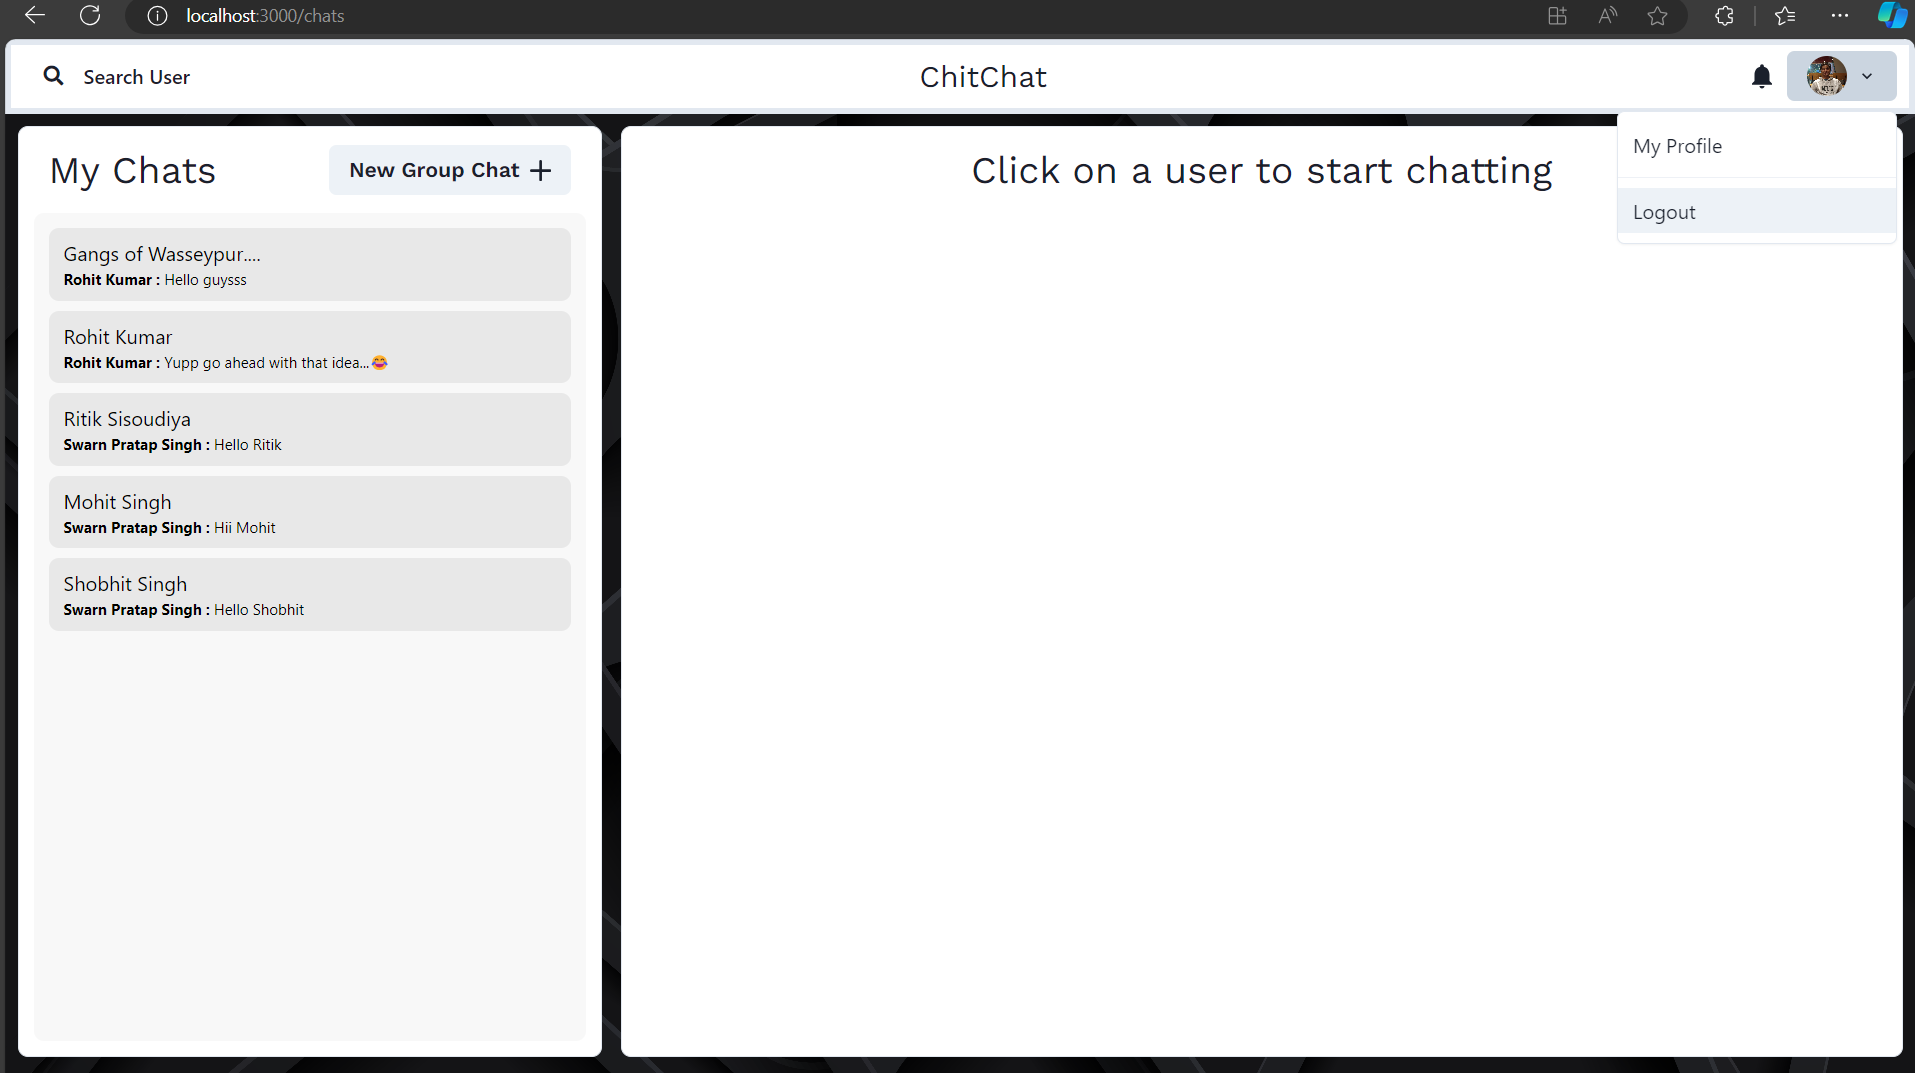 localhost:3000/chats
Search User
ChitChat
My Profile
Logout
My Chats
New Group Chat +
Click on a user to start chatting
Gangs of Wasseypur....
Rohit Kumar : Hello guysss
Rohit Kumar
Rohit Kumar : Yupp go ahead with that idea...😂
Ritik Sisoudiya
Swarn Pratap Singh : Hello Ritik
Mohit Singh
Swarn Pratap Singh : Hii Mohit
Shobhit Singh
Swarn Pratap Singh : Hello Shobhit